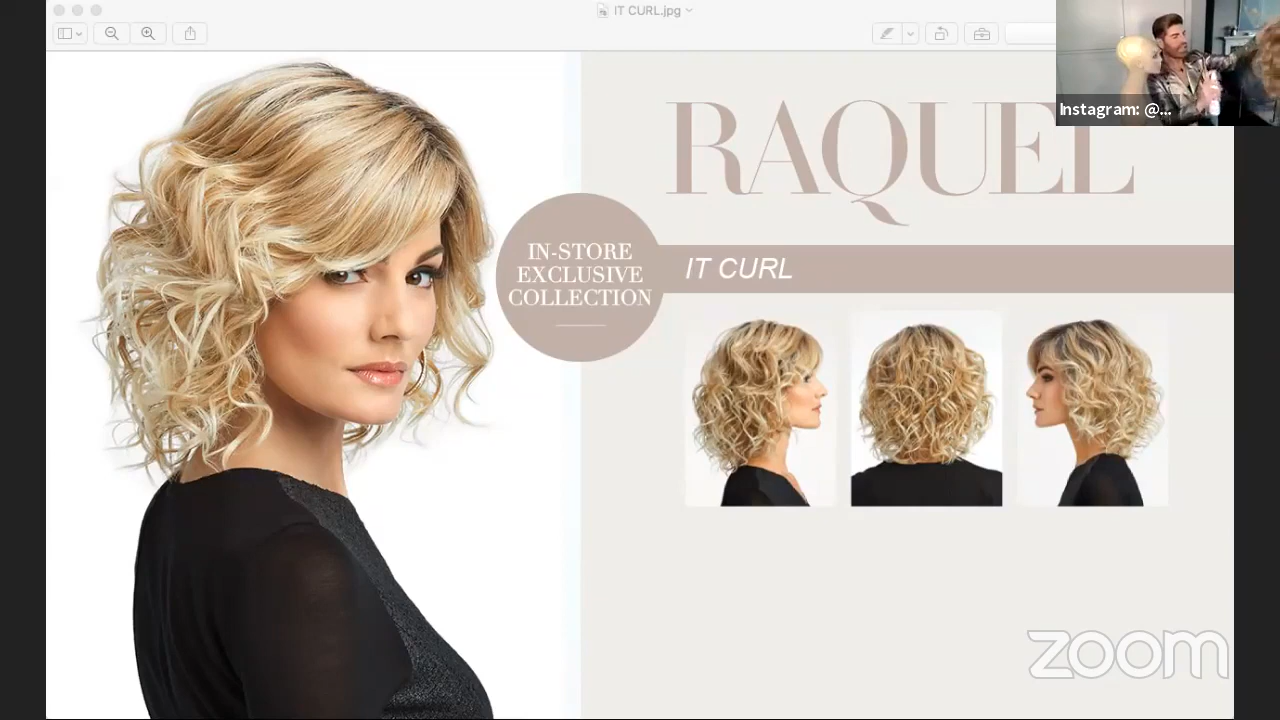 IT CURL.jpg
Instagram: @...
RAQUEL
IN-STORE
EXCLUSIVE
COLLECTION
IT CURL
zoom